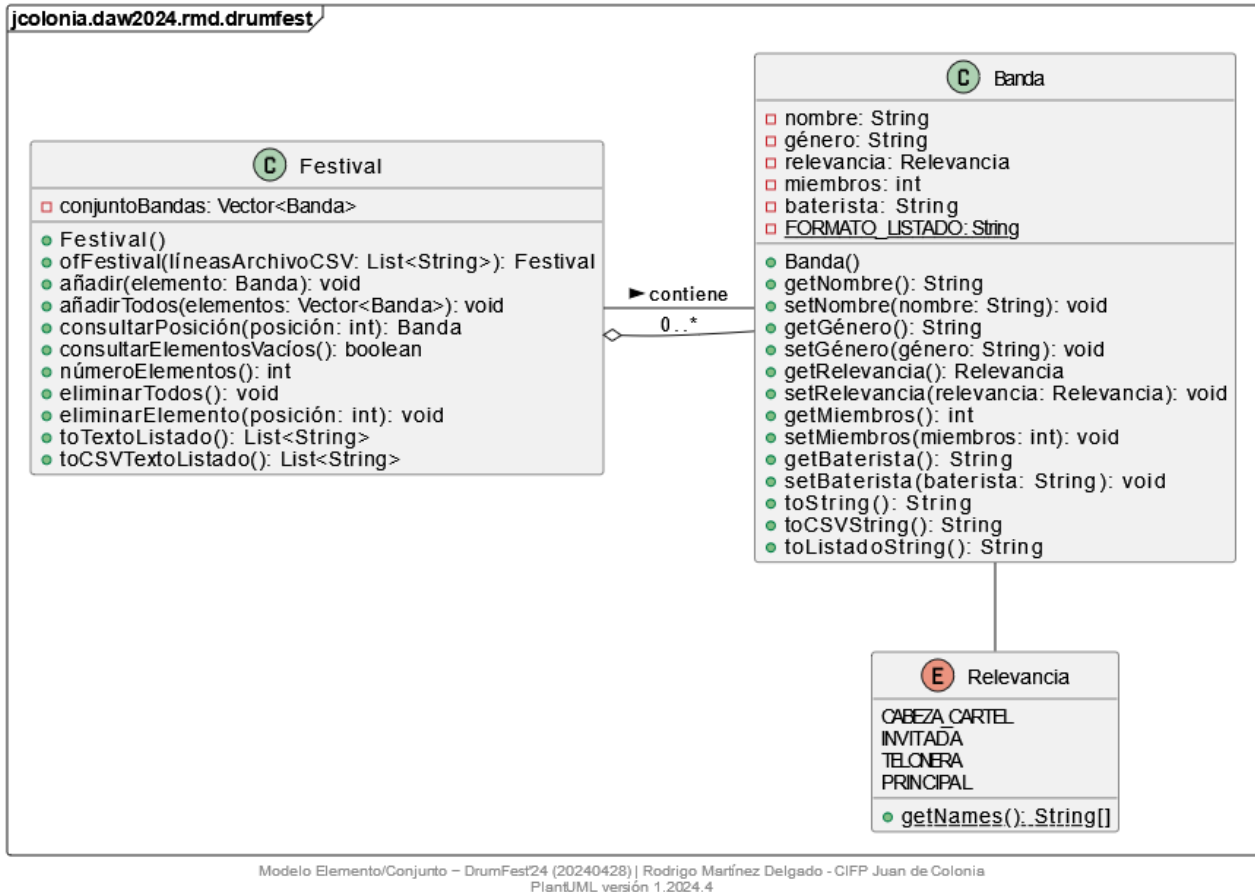 jcolonia.daw2024.rmd.drumfest
C Festival
conjuntoBandas: Vector<Banda>
Festival()
ofFestival(líneasArchivoCSV: List<String>): Festival
añadir(elemento: Banda): void
añadirTodos(elementos: Vector<Banda>): void
consultarPosición(posición: int): Banda
consultarElementosVacíos(): boolean
númeroElementos(): int
eliminarTodos(): void
eliminarElemento(posición: int): void
toTextoListado(): List<String>
toCSVTextoListado(): List<String>
contiene
0..*
C Banda
nombre: String
género: String
relevancia: Relevancia
miembros: int
baterista: String
FORMATO_LISTADO: String
Banda()
getNombre(): String
setNombre(nombre: String): void
getGénero(): String
setGénero(género: String): void
getRelevancia(): Relevancia
setRelevancia(relevancia: Relevancia): void
getMiembros(): int
setMiembros(miembros: int): void
getBaterista(): String
setBaterista(baterista: String): void
toString(): String
toCSVString(): String
toListadoString(): String
E Relevancia
CABEZA_CARTEL
INVITADA
TELONERA
PRINCIPAL
getNames(): String[]
Modelo Elemento/Conjunto – DrumFest'24 (20240428) | Rodrigo Martínez Delgado - CIFP Juan de Colonia
PlantUML versión 1.2024.4